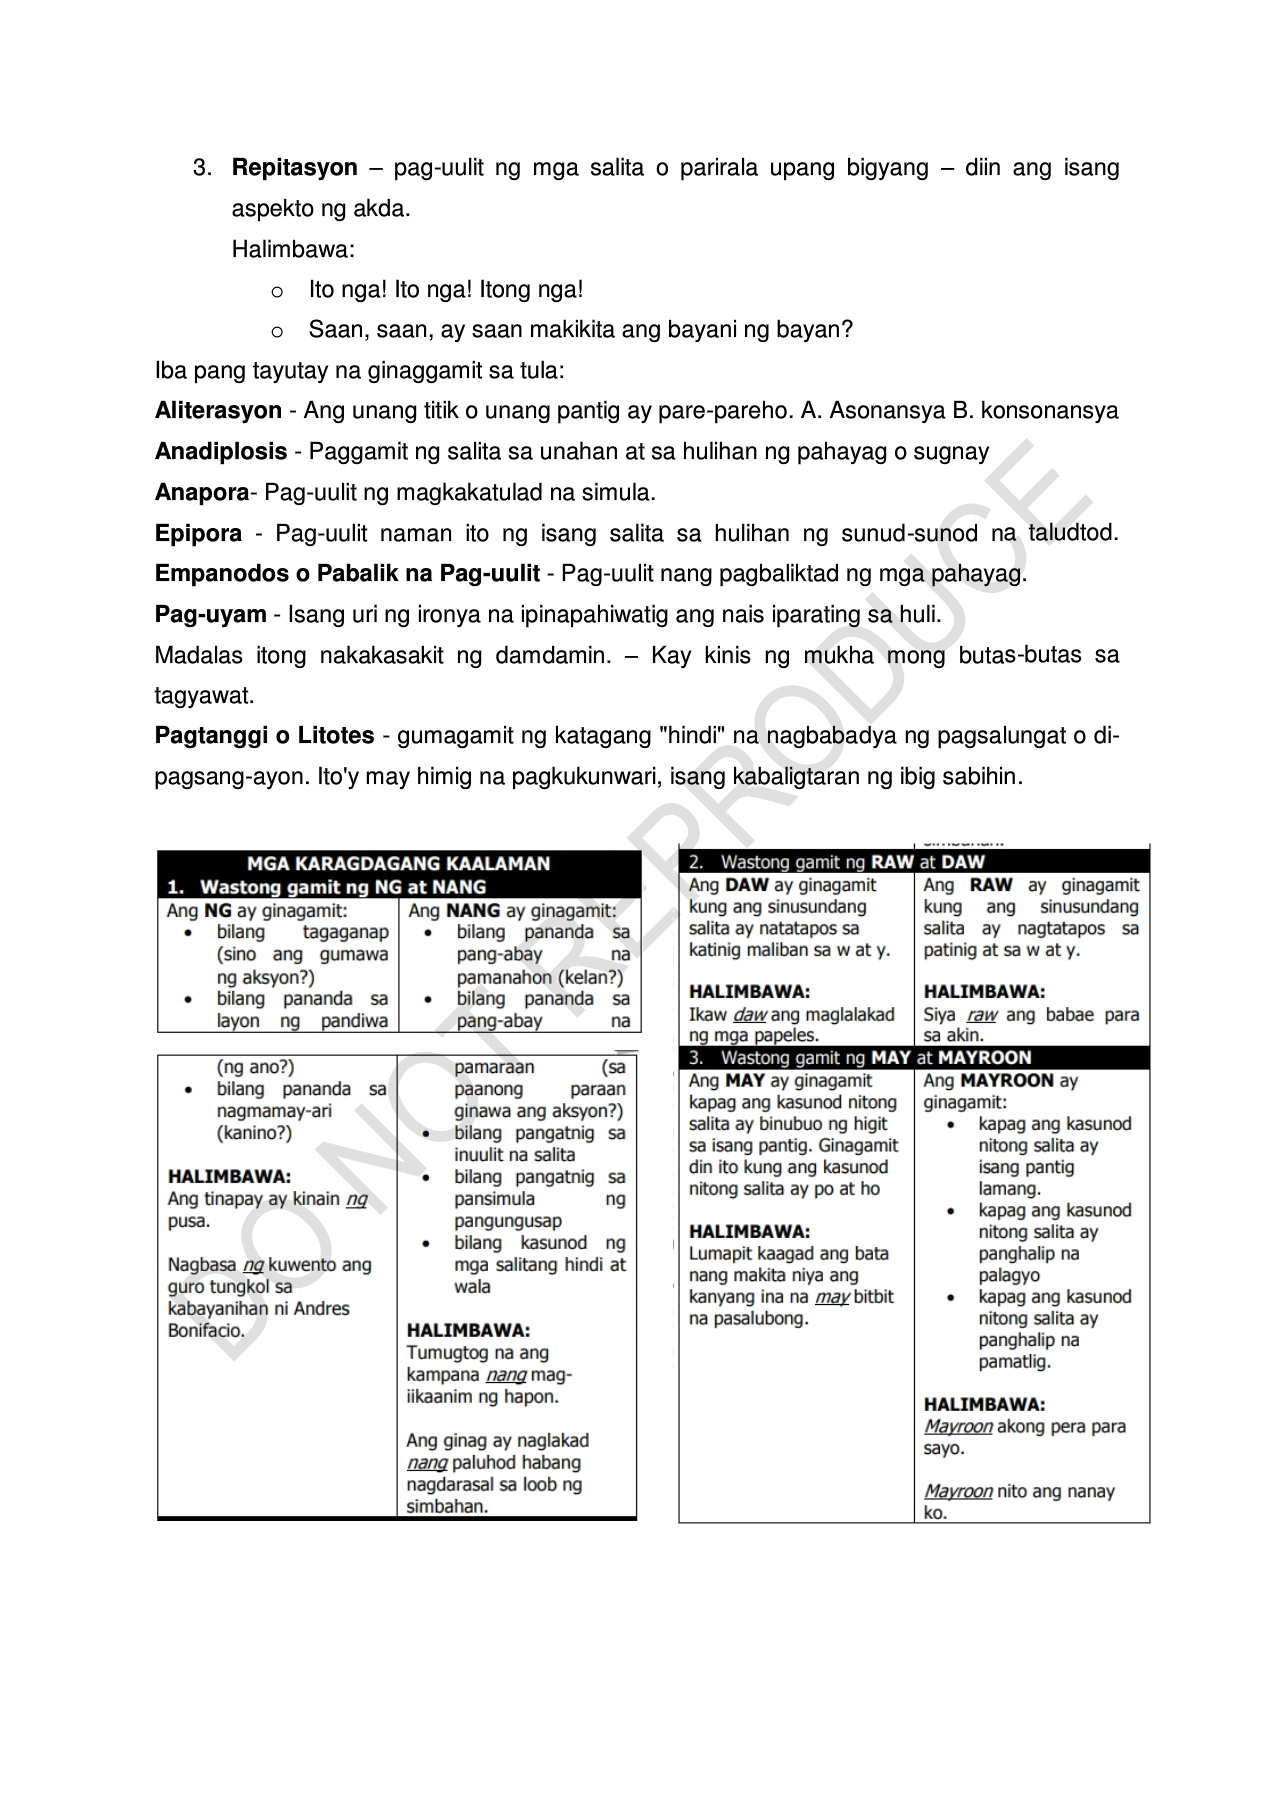 3. Repitasyon – pag-uulit ng mga salita o parirala upang bigyang – diin ang isang
aspekto ng akda.
Halimbawa:
o Ito nga! Ito nga! Itong nga!
o Saan, saan, ay saan makikita ang bayani ng bayan?
Iba pang tayutay na ginaggamit sa tula:
Aliterasyon - Ang unang titik o unang pantig ay pare-pareho. A. Asonansya B. konsonansya
Anadiplosis - Paggamit ng salita sa unahan at sa hulihan ng pahayag o sugnay
Anapora- Pag-uulit ng magkakatulad na simula.
Epipora - Pag-uulit naman ito ng isang salita sa hulihan ng sunud-sunod na taludtod.
Empanodos o Pabalik na Pag-uulit - Pag-uulit nang pagbaliktad ng mga pahayag.
Pag-uyam - Isang uri ng ironya na ipinapahiwatig ang nais iparating sa huli.
Madalas itong nakakasakit ng damdamin. – Kay kinis ng mukha mong butas-butas sa
tagyawat.
Pagtanggi o Litotes - gumagamit ng katagang "hindi" na nagbabadya ng pagsalungat o di-
pagsang-ayon. Ito'y may himig na pagkukunwari, isang kabaligtaran ng ibig sabihin.
DO NOT REPRODUCE
MGA KARAGDAGANG KAALAMAN
1. Wastong gamit ng NG at NANG
Ang NG ay ginagamit:
• bilang tagaganap
(sino ang gumawa
ng aksyon?)
• bilang pananda sa
layon ng pandiwa
(ng ano?)
• bilang pananda sa
nagmamay-ari
(kanino?)
HALIMBAWA:
Ang tinapay ay kinain ng
pusa.
Nagbasa ng kuwento ang
guro tungkol sa
kabayanihan ni Andres
Bonifacio.
Ang NANG ay ginagamit:
• bilang pananda sa
pang-abay na
pamanahon (kelan?)
• bilang pananda sa
pang-abay na
pamaraan (sa
paanong paraan
ginawa ang aksyon?)
• bilang pangatnig sa
inuulit na salita
• bilang pangatnig sa
pansimula ng
pangungusap
• bilang kasunod ng
mga salitang hindi at
wala
HALIMBAWA:
Tumugtog na ang
kampana nang mag-
iikaanim ng hapon.
Ang ginag ay naglakad
nang paluhod habang
nagdarasal sa loob ng
simbahan.
2. Wastong gamit ng RAW at DAW
Ang DAW ay ginagamit
kung ang sinusundang
salita ay natatapos sa
katinig maliban sa w at y.
HALIMBAWA:
Ikaw daw ang maglalakad
ng mga papeles.
Ang RAW ay ginagamit
kung ang sinusundang
salita ay nagtatapos sa
patinig at sa w at y.
HALIMBAWA:
Siya raw ang babae para
sa akin.
3. Wastong gamit ng MAY at MAYROON
Ang MAY ay ginagamit
kapag ang kasunod nitong
salita ay binubuo ng higit
sa isang pantig. Ginagamit
din ito kung ang kasunod
nitong salita ay po at ho
HALIMBAWA:
Lumapit kaagad ang bata
nang makita niya ang
kanyang ina na may bitbit
na pasalubong.
Ang MAYROON ay
ginagamit:
• kapag ang kasunod
nitong salita ay
isang pantig
lamang.
• kapag ang kasunod
nitong salita ay
panghalip na
palagyo
• kapag ang kasunod
nitong salita ay
panghalip na
pamatlig.
HALIMBAWA:
Mayroon akong pera para
sayo.
Mayroon nito ang nanay
ko.